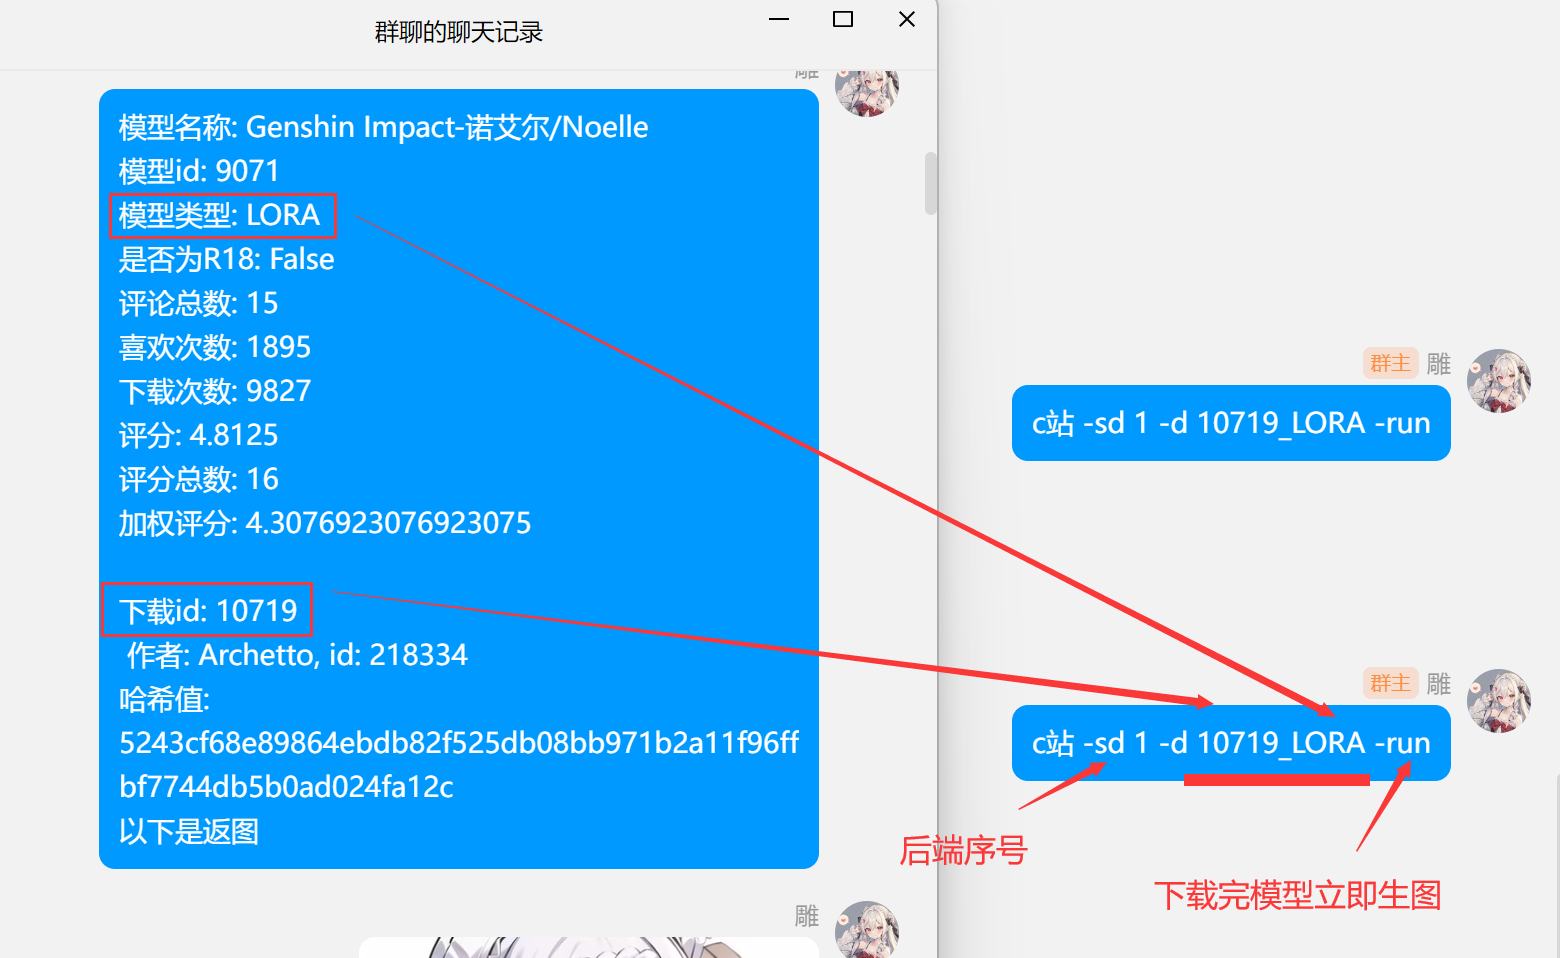 群聊的聊天记录
雕
模型名称: Genshin Impact-诺艾尔/Noelle
模型id: 9071
模型类型: LORA
是否为R18: False
评论总数: 15
喜欢次数: 1895
下载次数: 9827
评分: 4.8125
评分总数: 16
加权评分: 4.3076923076923075
下载id: 10719
作者: Archetto, id: 218334
哈希值:
5243cf68e89864ebdb82f525db08bb971b2a11f96ff
bf7744db5b0ad024fa12c
以下是返图
雕
群主 雕
c站 -sd 1 -d 10719_LORA -run
群主 雕
c站 -sd 1 -d 10719_LORA -run
后端序号
下载完模型立即生图